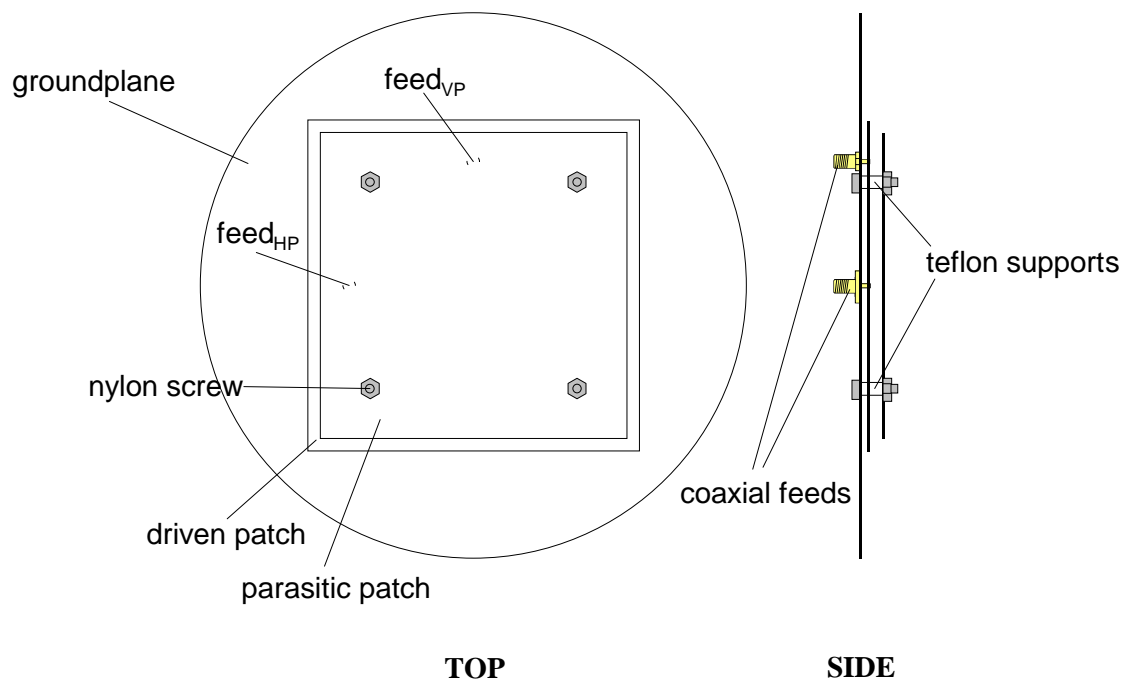 groundplane
feedVP
feedHP
teflon supports
nylon screw
coaxial feeds
driven patch
parasitic patch
TOP
SIDE